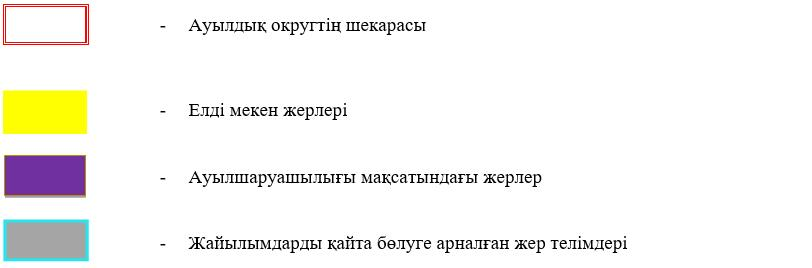 - Ауылдық округтің шекарасы
- Елді мекен жерлері
- Ауылшаруашылығы мақсатындағы жерлер
- Жайылымдарды қайта бөлуге арналған жер телімдері